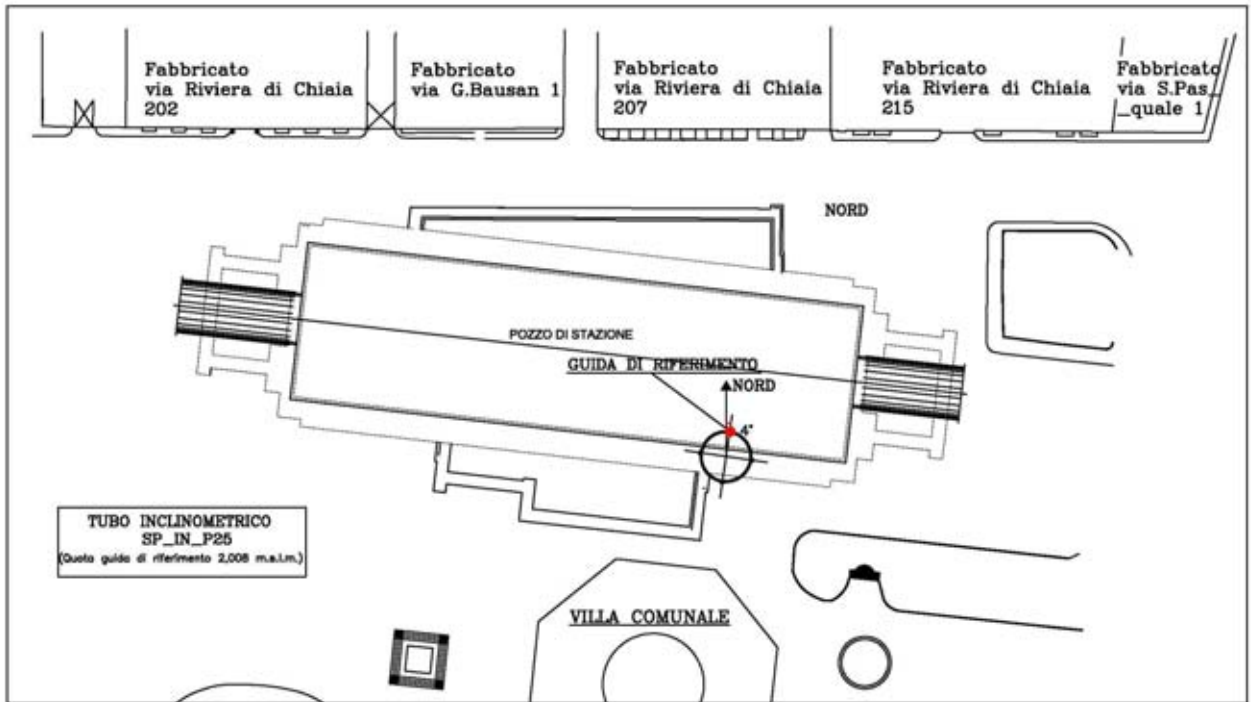 Fabbricato
via Riviera di Chiaia
202
Fabbricato
via G.Bausan 1
Fabbricato
via Riviera di Chiaia
207
Fabbricato
via Riviera di Chiaia
215
Fabbricato
via S.Pas_
_quale 1
NORD
POZZO DI STAZIONE
GUIDA DI RIFERIMENTO
NORD
4°
TUBO INCLINOMETRICO
SP_IN_P25
(Quota guida di riferimento 2,008 m.s.l.m.)
VILLA COMUNALE